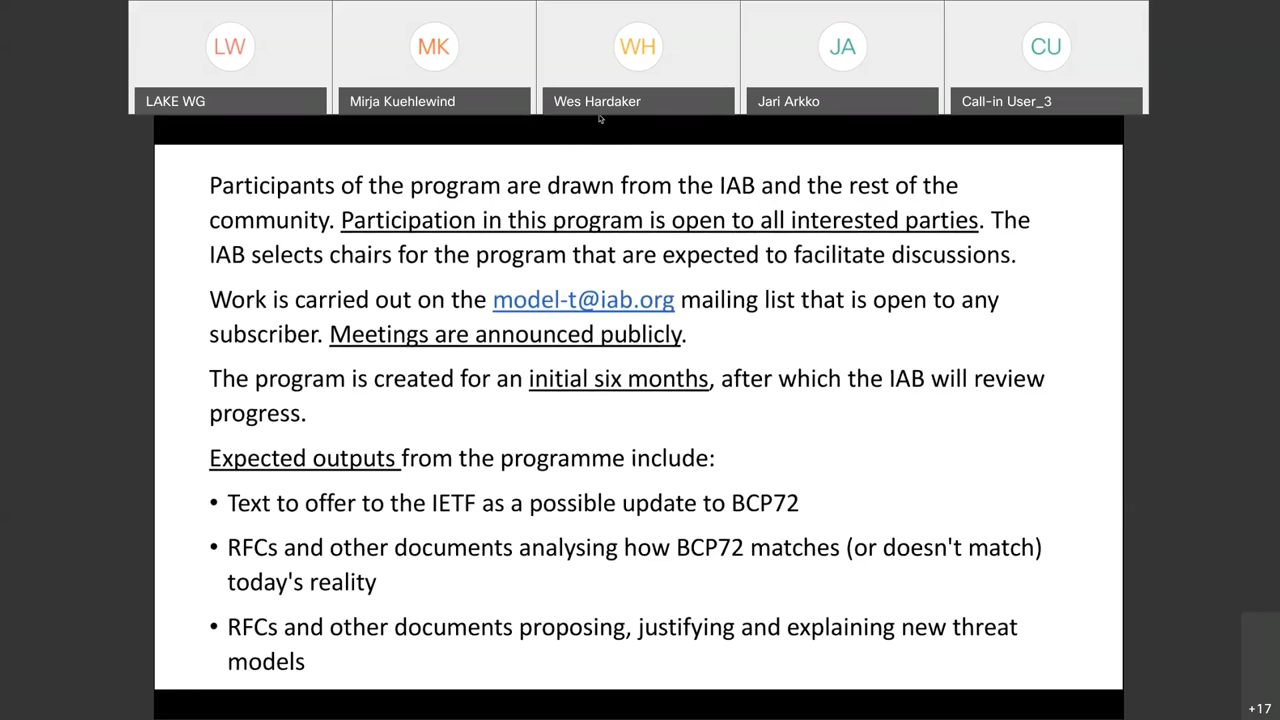 LW
MK
WH
JA
CU
LAKE WG
Mirja Kuehlewind
Wes Hardaker
Jari Arkko
Call-in User_3
Participants of the program are drawn from the IAB and the rest of the
community. Participation in this program is open to all interested parties. The
IAB selects chairs for the program that are expected to facilitate discussions.
Work is carried out on the model-t@iab.org mailing list that is open to any
subscriber. Meetings are announced publicly.
The program is created for an initial six months, after which the IAB will review
progress.
Expected outputs from the programme include:
• Text to offer to the IETF as a possible update to BCP72
• RFCs and other documents analysing how BCP72 matches (or doesn't match)
today's reality
• RFCs and other documents proposing, justifying and explaining new threat
models
+17